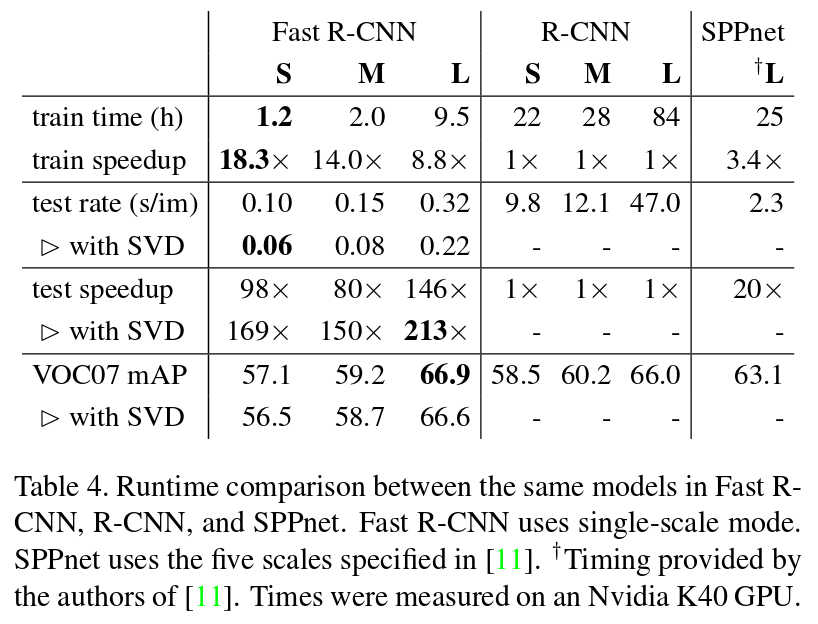 Fast R-CNN R-CNN SPPnet
S M L S M L †L
train time (h) 1.2 2.0 9.5 22 28 84 25
train speedup 18.3× 14.0× 8.8× 1× 1× 1× 3.4×
test rate (s/im) 0.10 0.15 0.32 9.8 12.1 47.0 2.3
▷ with SVD 0.06 0.08 0.22 - - - -
test speedup 98× 80× 146× 1× 1× 1× 20×
▷ with SVD 169× 150× 213× - - - -
VOC07 mAP 57.1 59.2 66.9 58.5 60.2 66.0 63.1
▷ with SVD 56.5 58.7 66.6 - - - -
Table 4. Runtime comparison between the same models in Fast R-
CNN, R-CNN, and SPPnet. Fast R-CNN uses single-scale mode.
SPPnet uses the five scales specified in [11]. †Timing provided by
the authors of [11]. Times were measured on an Nvidia K40 GPU.